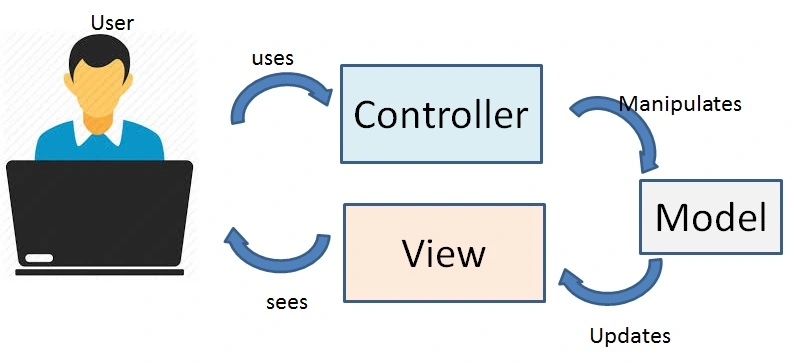 User
uses
Controller
Manipulates
Model
View
sees
Updates